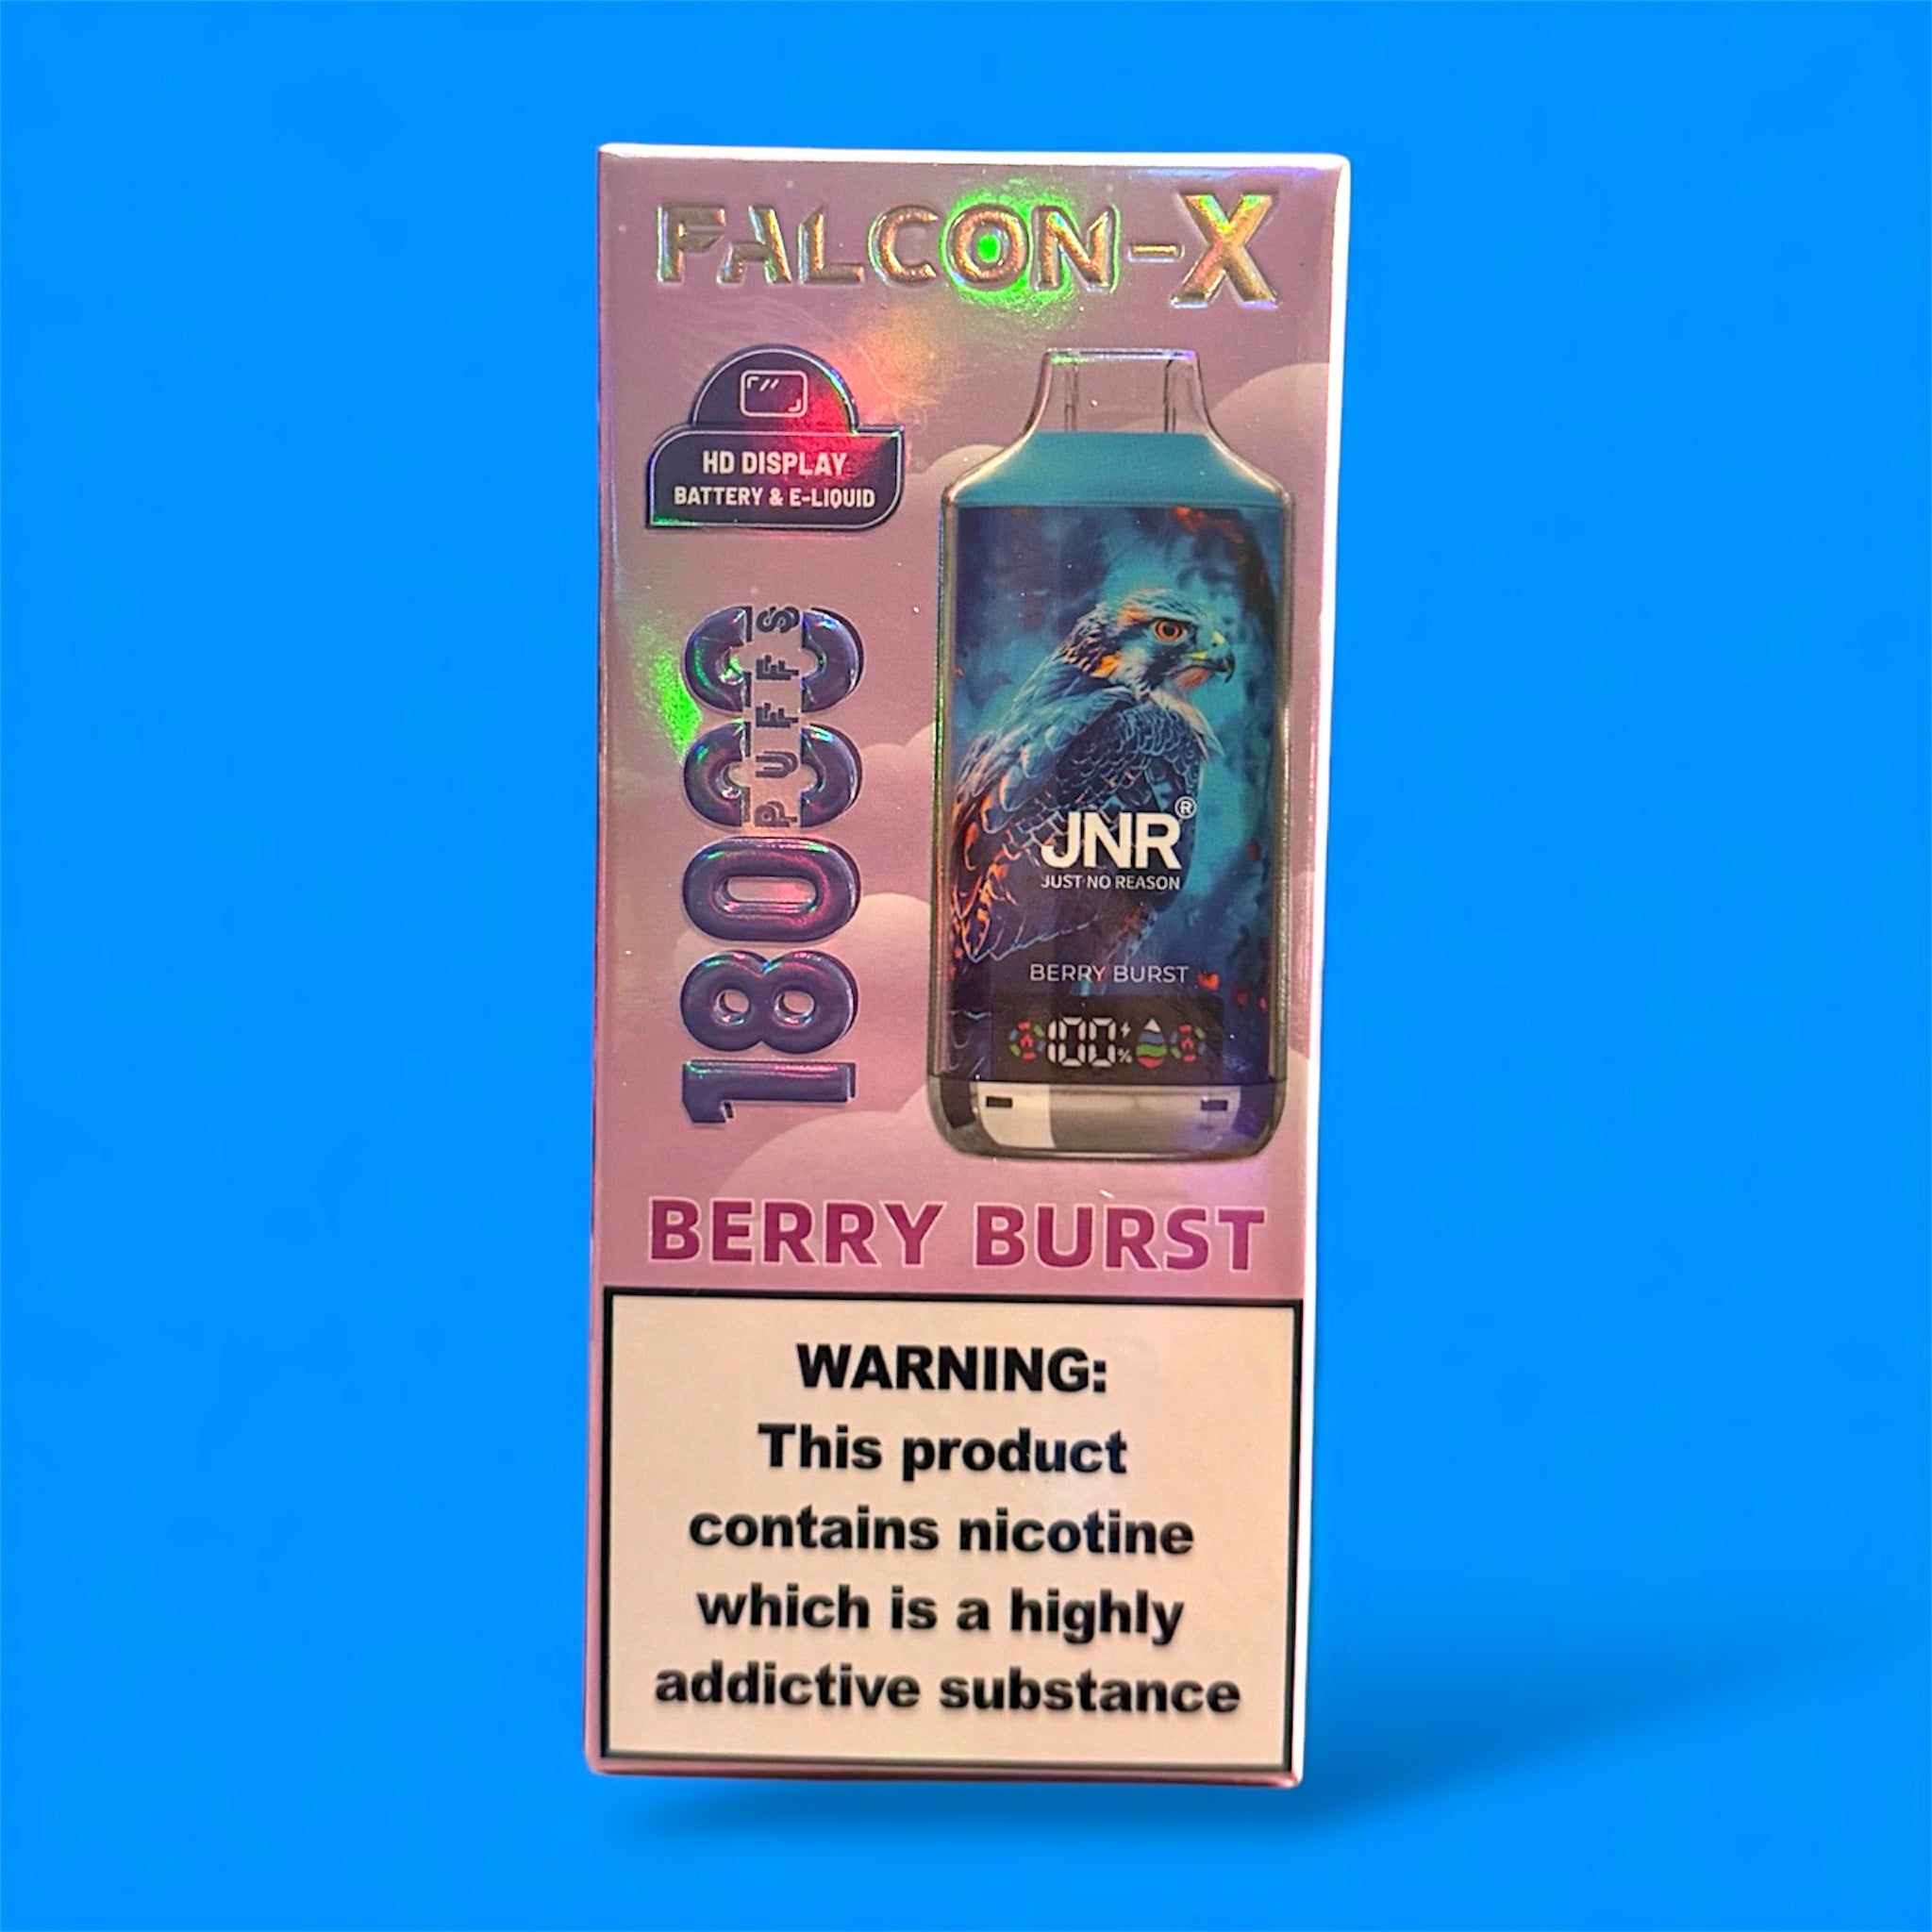 FALCON-X
HD DISPLAY
BATTERY & E-LIQUID
18000
PUFFS
JNR®
JUST NO REASON
BERRY BURST
100%
BERRY BURST
WARNING:
This product
contains nicotine
which is a highly
addictive substance